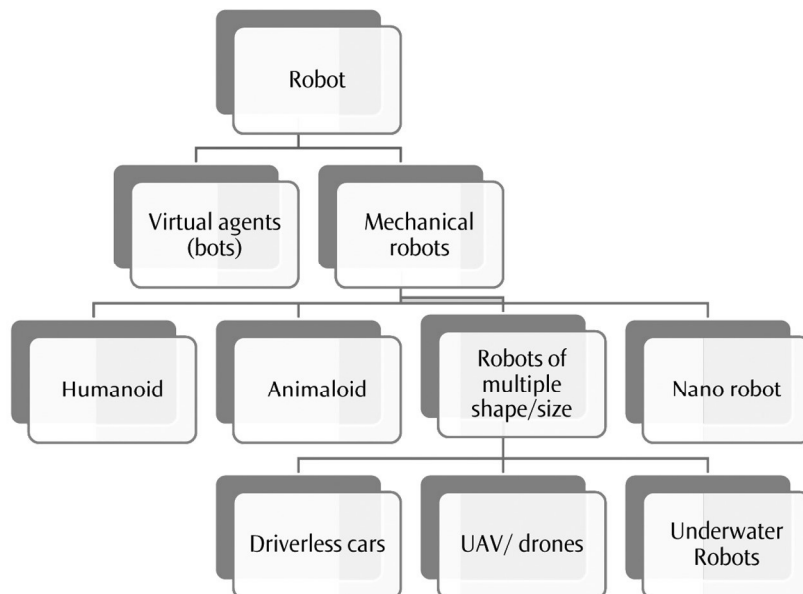 Robot
Virtual agents
(bots)
Mechanical
robots
Humanoid
Animaloid
Robots of
multiple
shape/size
Nano robot
Driverless cars
UAV/ drones
Underwater
Robots